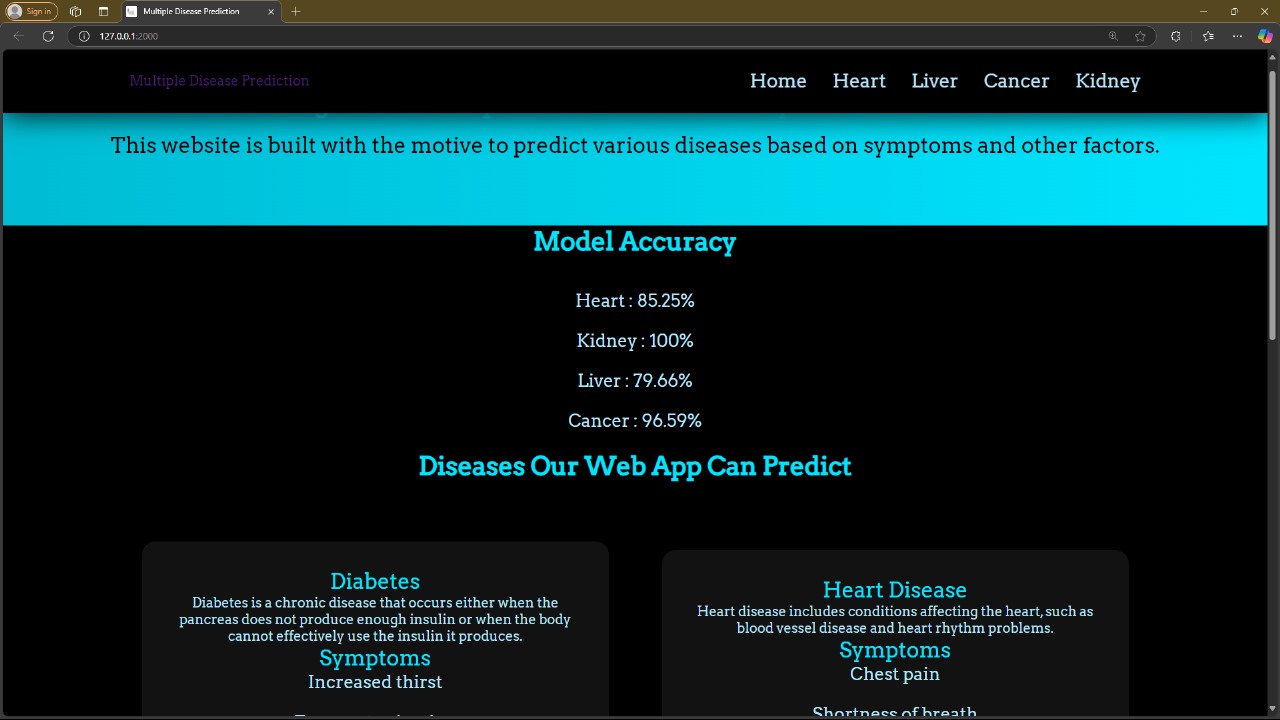 Sign in
Multiple Disease Prediction
127.0.0.1:2000
Multiple Disease Prediction
Home Heart Liver Cancer Kidney
This website is built with the motive to predict various diseases based on symptoms and other factors.
Model Accuracy
Heart : 85.25%
Kidney : 100%
Liver : 79.66%
Cancer : 96.59%
Diseases Our Web App Can Predict
Diabetes
Diabetes is a chronic disease that occurs either when the
pancreas does not produce enough insulin or when the body
cannot effectively use the insulin it produces.
Symptoms
Increased thirst
Heart Disease
Heart disease includes conditions affecting the heart, such as
blood vessel disease and heart rhythm problems.
Symptoms
Chest pain
Shortness of breath